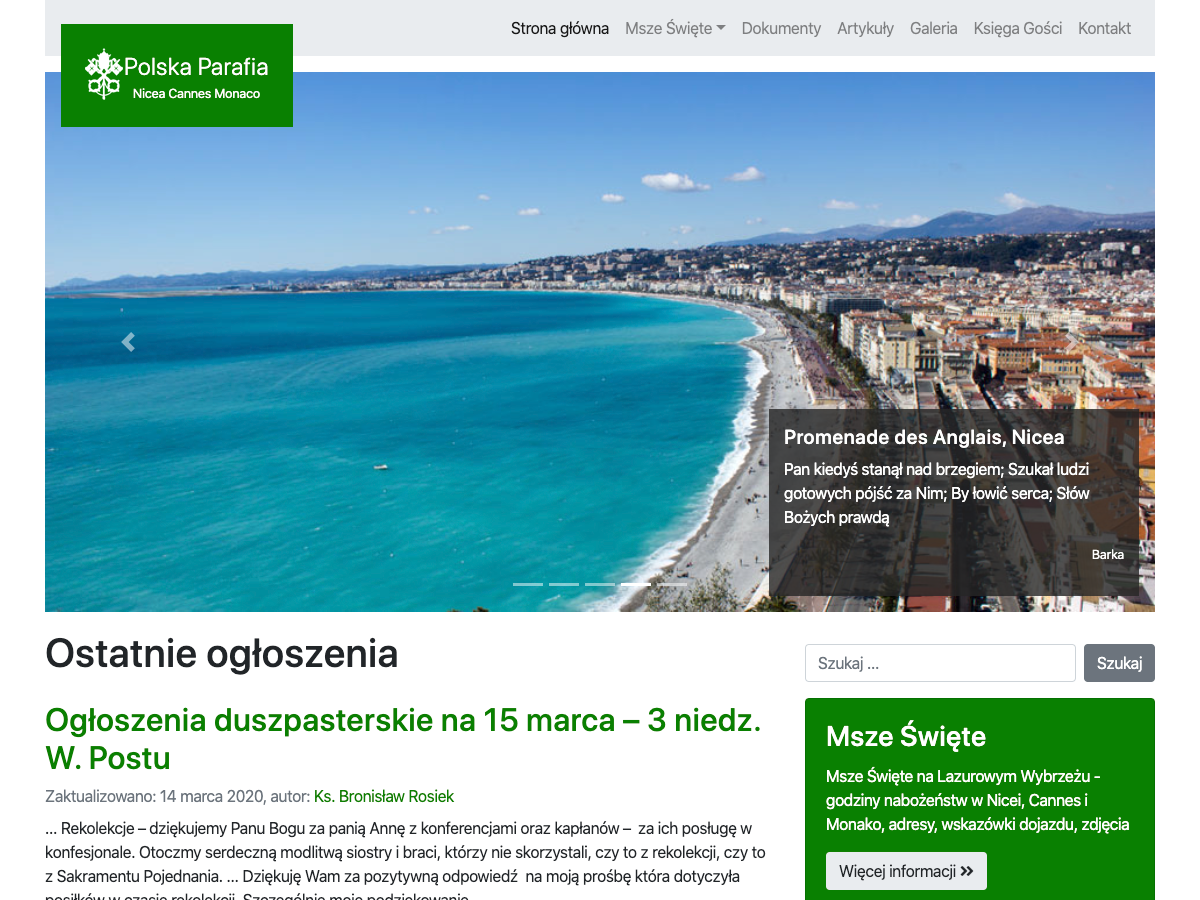 Strona główna Msze Święte Dokumenty Artykuły Galeria Księga Gości Kontakt
Polska Parafia
Nicea Cannes Monaco
Promenade des Anglais, Nicea
Pan kiedyś stanął nad brzegiem; Szukał ludzi
gotowych pójść za Nim; By łowić serca; Słów
Bożych prawdą
Barka
Ostatnie ogłoszenia
Ogłoszenia duszpasterskie na 15 marca – 3 niedz.
W. Postu
Zaktualizowano: 14 marca 2020, autor: Ks. Bronisław Rosiek
... Rekolekcje – dziękujemy Panu Bogu za panią Annę z konferencjami oraz kapłanów –  za ich posługę w
konfesjonale. Otoczmy serdeczną modlitwą siostry i braci, którzy nie skorzystali, czy to z rekolekcji, czy to
z Sakramentu Pojednania. ... Dziękuję Wam za pozytywną odpowiedź  na moją prośbę która dotyczyła
posiłków w czasie rekolekcji. Szczególnie moje podziękowanie
Szukaj ...
Szukaj
Msze Święte
Msze Święte na Lazurowym Wybrzeżu -
godziny nabożeństw w Nicei, Cannes i
Monako, adresy, wskazówki dojazdu, zdjęcia
Więcej informacji